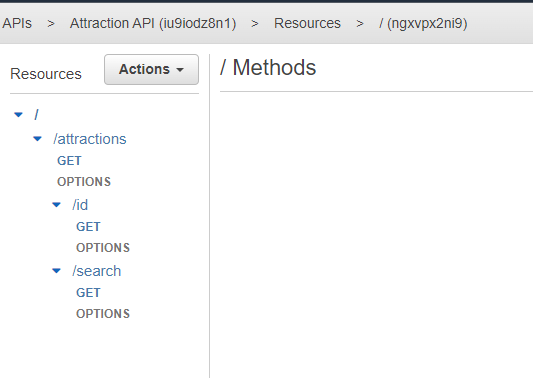 APIs > Attraction API (iu9iodz8n1) > Resources > / (ngxvpx2ni9)
Resources Actions
/ Methods
/
/attractions
GET
OPTIONS
/id
GET
OPTIONS
/search
GET
OPTIONS